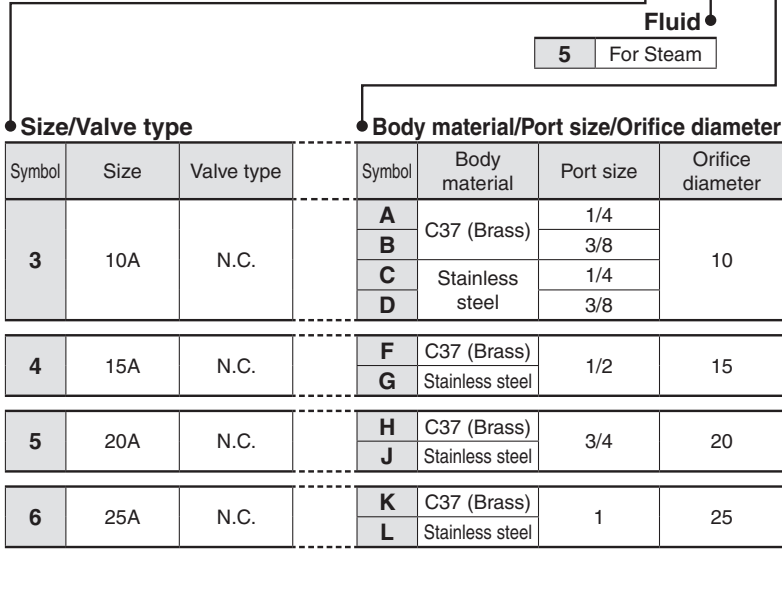 Fluid
5 For Steam
Size/Valve type
Symbol Size Valve type
3 10A N.C.
4 15A N.C.
5 20A N.C.
6 25A N.C.
Body material/Port size/Orifice diameter
Symbol Body material Port size Orifice diameter
A C37 (Brass) 1/4 10
B 3/8
C Stainless steel 1/4
D 3/8
F C37 (Brass) 1/2 15
G Stainless steel
H C37 (Brass) 3/4 20
J Stainless steel
K C37 (Brass) 1 25
L Stainless steel